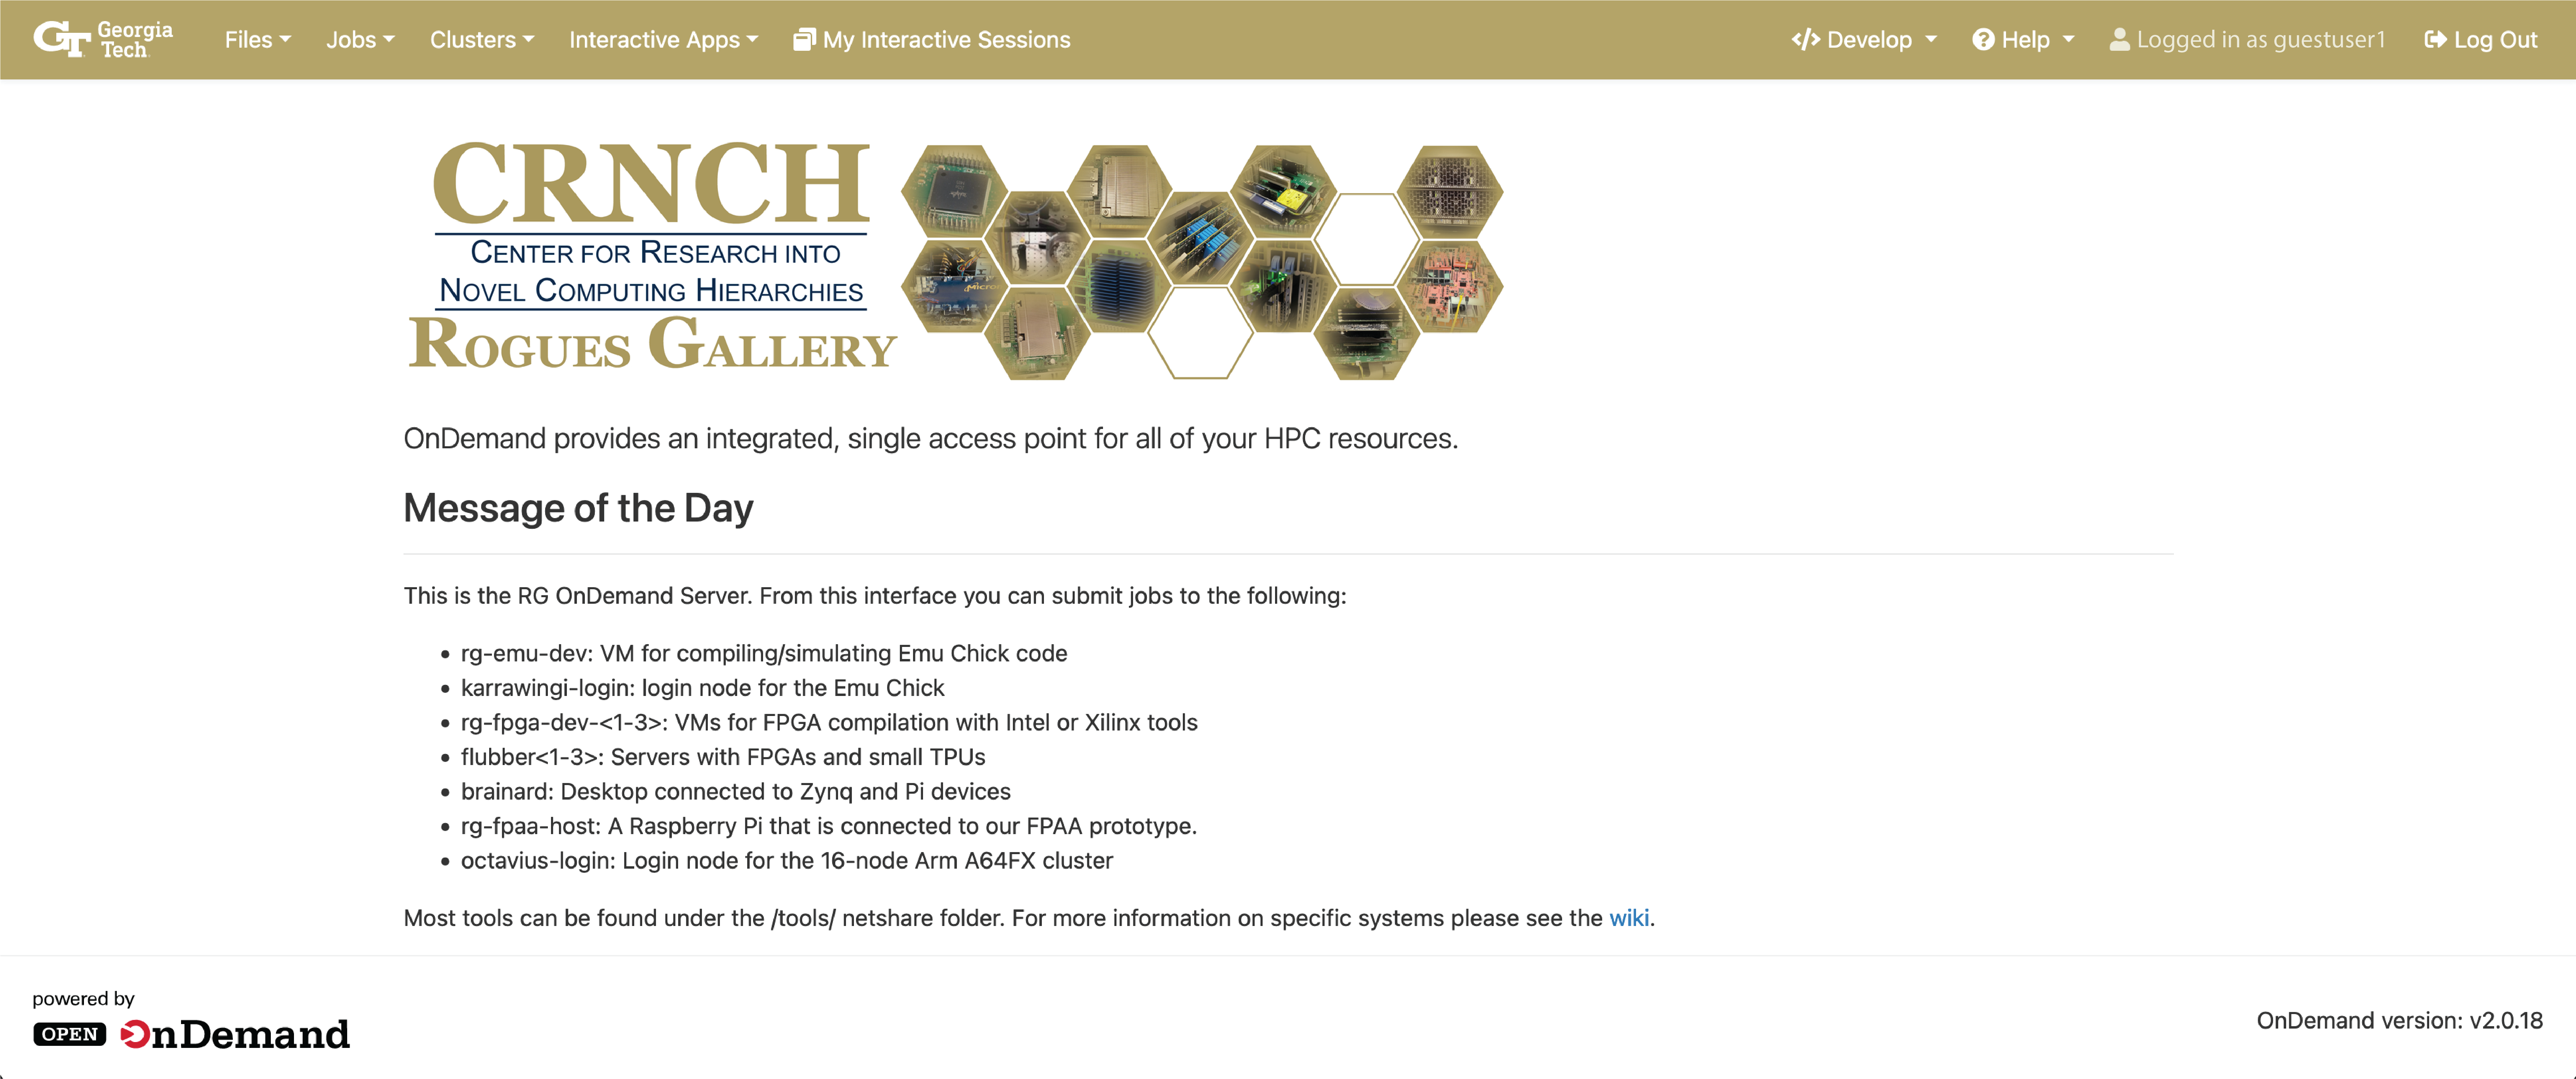 GT Georgia Tech
Files Jobs Clusters Interactive Apps My Interactive Sessions </> Develop Help Logged in as guestuser1 Log Out
CRNCH
CENTER FOR RESEARCH INTO
NOVEL COMPUTING HIERARCHIES
ROGUES GALLERY
Micron
OnDemand provides an integrated, single access point for all of your HPC resources.
Message of the Day
This is the RG OnDemand Server. From this interface you can submit jobs to the following:
• rg-emu-dev: VM for compiling/simulating Emu Chick code
• karrawingi-login: login node for the Emu Chick
• rg-fpga-dev-<1-3>: VMs for FPGA compilation with Intel or Xilinx tools
• flubber<1-3>: Servers with FPGAs and small TPUs
• brainard: Desktop connected to Zynq and Pi devices
• rg-fpaa-host: A Raspberry Pi that is connected to our FPAA prototype.
• octavius-login: Login node for the 16-node Arm A64FX cluster
Most tools can be found under the /tools/ netshare folder. For more information on specific systems please see the wiki.
powered by
OPEN OnDemand
OnDemand version: v2.0.18